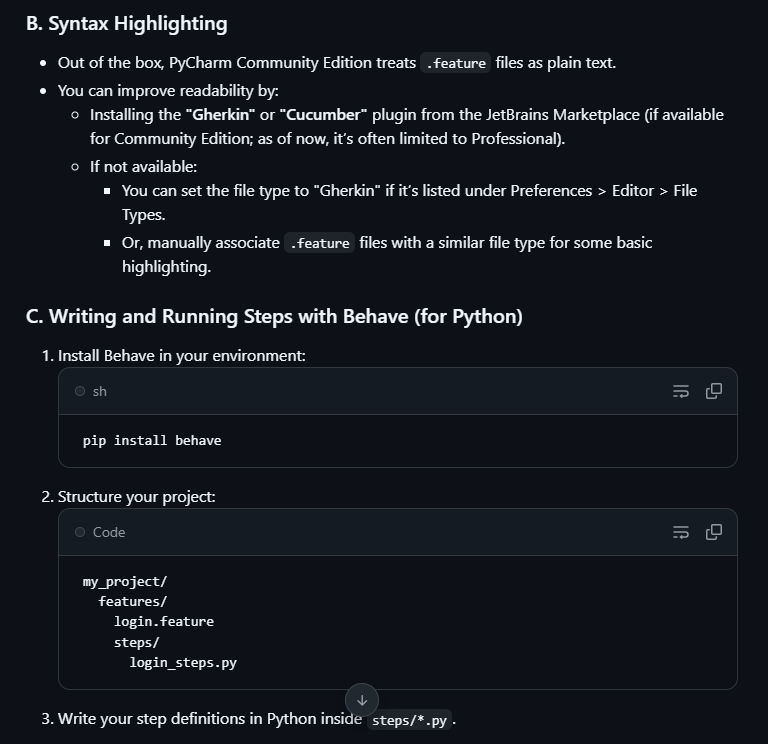 B. Syntax Highlighting
Out of the box, PyCharm Community Edition treats .feature files as plain text.
You can improve readability by:
Installing the "Gherkin" or "Cucumber" plugin from the JetBrains Marketplace (if available
for Community Edition; as of now, it’s often limited to Professional).
If not available:
You can set the file type to "Gherkin" if it’s listed under Preferences > Editor > File
Types.
Or, manually associate .feature files with a similar file type for some basic
highlighting.
C. Writing and Running Steps with Behave (for Python)
1. Install Behave in your environment:
sh
pip install behave
2. Structure your project:
Code
my_project/
features/
login.feature
steps/
login_steps.py
3. Write your step definitions in Python inside steps/*.py.